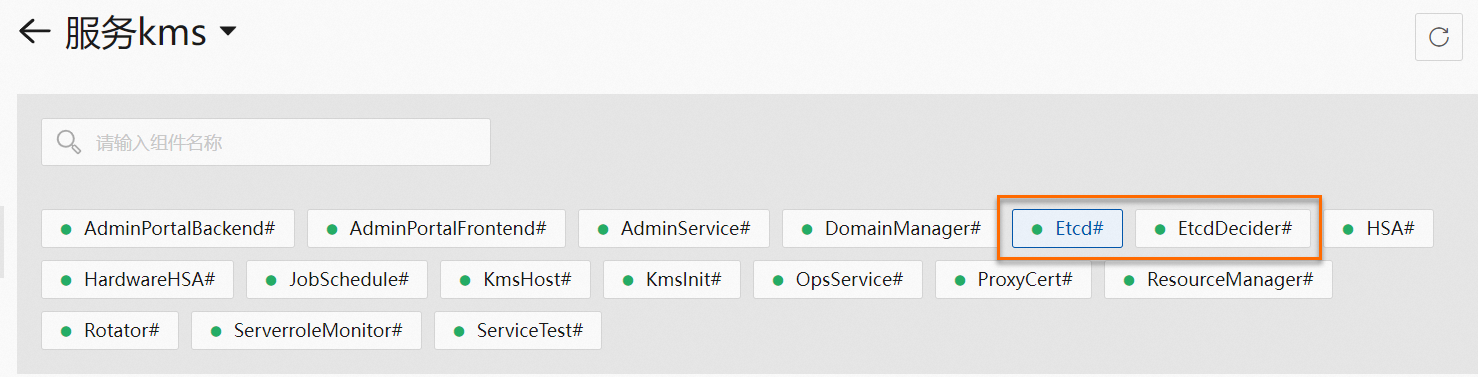 服务kms
请输入组件名称
AdminPortalBackend# AdminPortalFrontend# AdminService# DomainManager# Etcd# EtcdDecider# HSA#
HardwareHSA# JobSchedule# KmsHost# KmsInit# OpsService# ProxyCert# ResourceManager#
Rotator# ServerroleMonitor# ServiceTest#